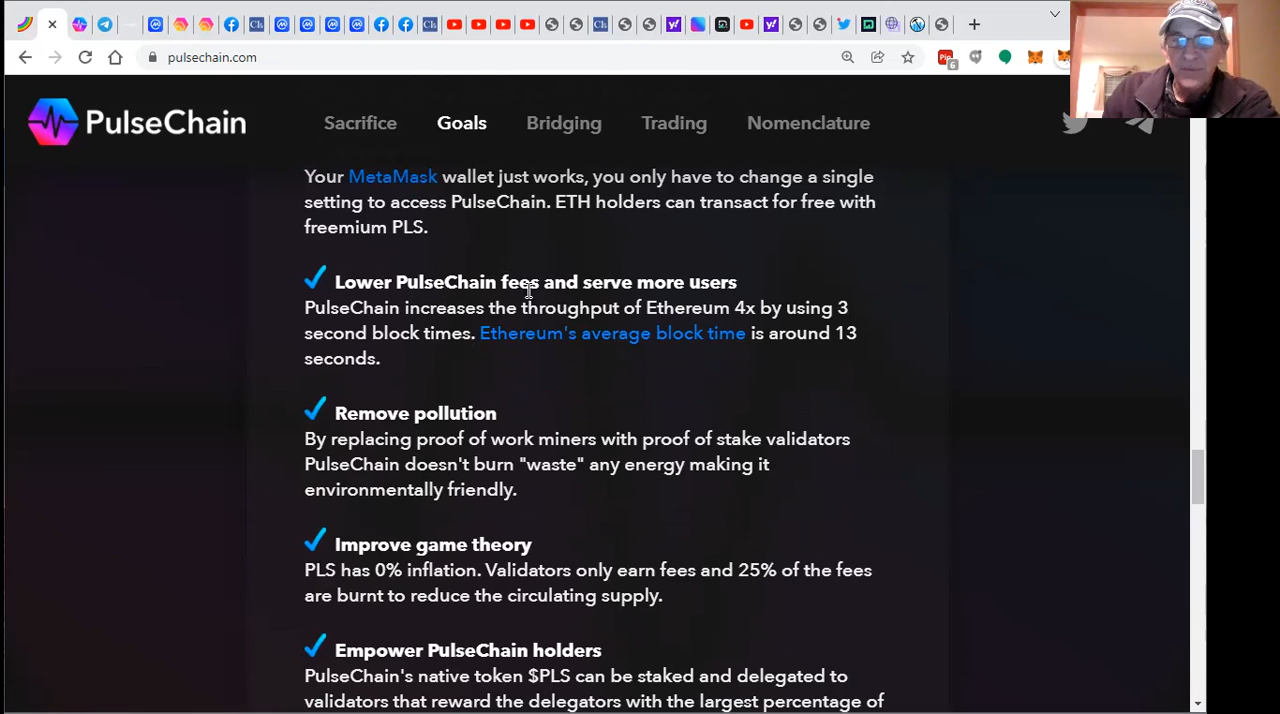 pulsechain.com
6
PulseChain
Sacrifice Goals Bridging Trading Nomenclature
Your MetaMask wallet just works, you only have to change a single
setting to access PulseChain. ETH holders can transact for free with
freemium PLS.
Lower PulseChain fees and serve more users
PulseChain increases the throughput of Ethereum 4x by using 3
second block times. Ethereum's average block time is around 13
seconds.
Remove pollution
By replacing proof of work miners with proof of stake validators
PulseChain doesn't burn "waste" any energy making it
environmentally friendly.
Improve game theory
PLS has 0% inflation. Validators only earn fees and 25% of the fees
are burnt to reduce the circulating supply.
Empower PulseChain holders
PulseChain's native token $PLS can be staked and delegated to
validators that reward the delegators with the largest percentage of